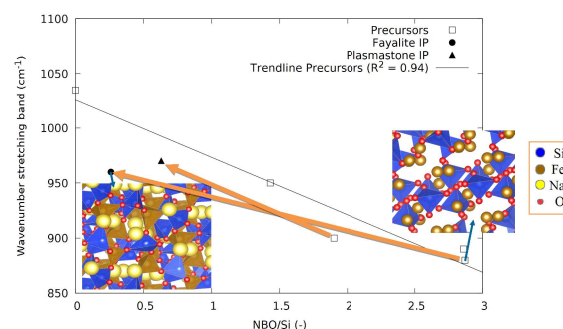 1100
1050
1000
950
900
850
Wavenumber stretching band (cm-1)
Precursors
Fayalite IP
Plasmastone IP
Trendline Precursors (R2 = 0.94)
Si
Fe
Na
O
0 0.5 1 1.5 2 2.5 3
NBO/Si (-)